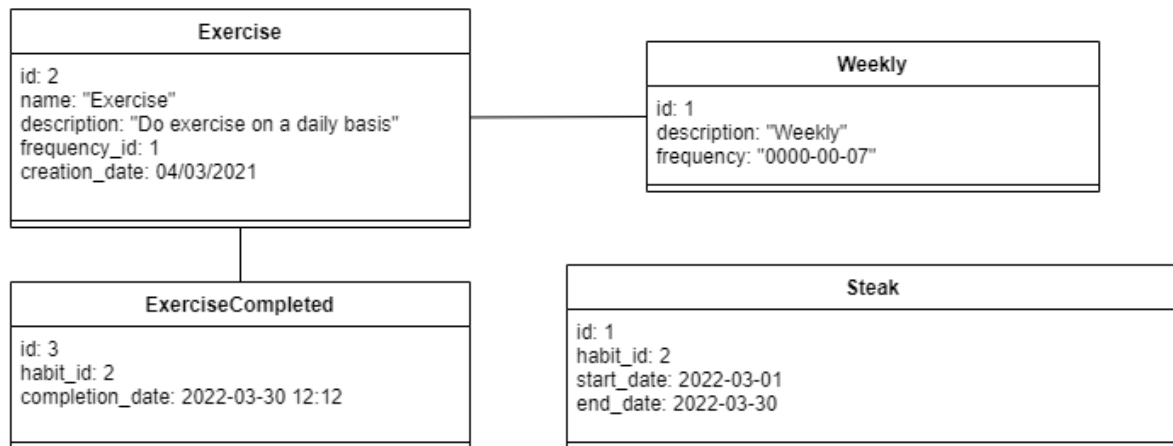 Exercise
id: 2
name: "Exercise"
description: "Do exercise on a daily basis"
frequency_id: 1
creation_date: 04/03/2021
Weekly
id: 1
description: "Weekly"
frequency: "0000-00-07"
ExerciseCompleted
id: 3
habit_id: 2
completion_date: 2022-03-30 12:12
Steak
id: 1
habit_id: 2
start_date: 2022-03-01
end_date: 2022-03-30